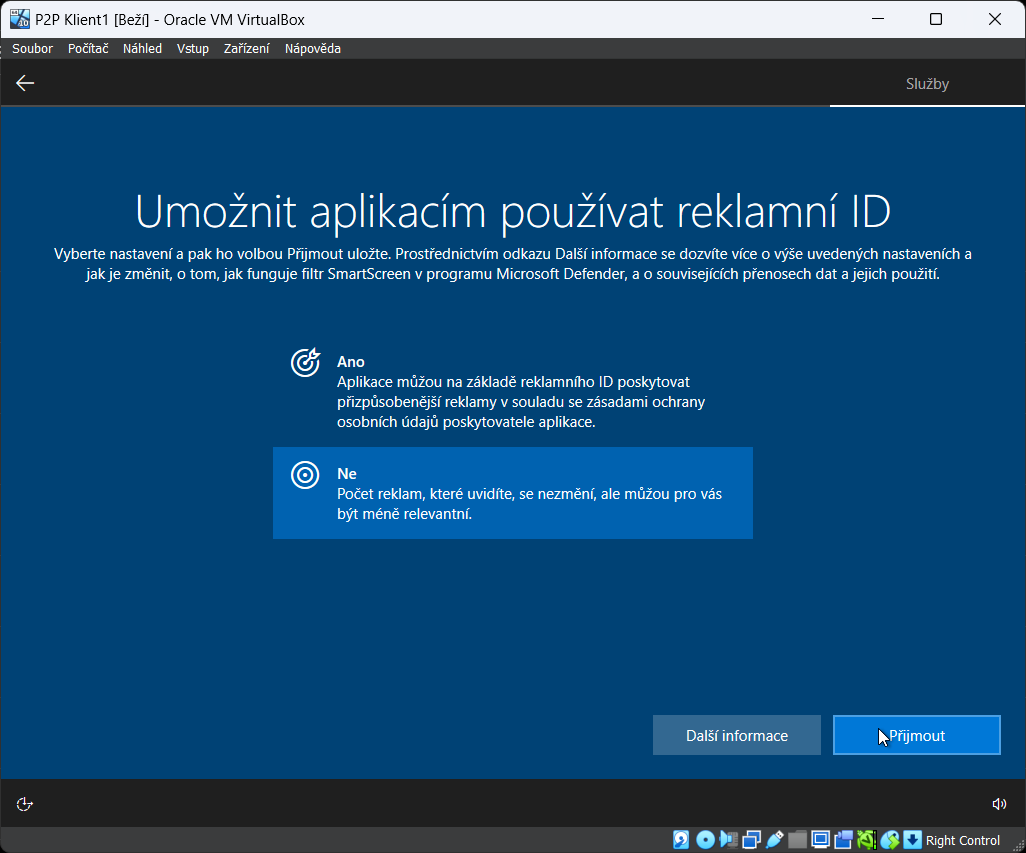 P2P Klient1 [Beží] - Oracle VM VirtualBox
Soubor Počítač Náhled Vstup Zařízení Nápověda
Služby
Umožnit aplikacím používat reklamní ID
Vyberte nastavení a pak ho volbou Přijmout uložte. Prostřednictvím odkazu Další informace se dozvíte více o výše uvedených nastaveních a
jak je změnit, o tom, jak funguje filtr SmartScreen v programu Microsoft Defender, a o souvisejících přenosech dat a jejich použití.
Ano
Aplikace můžou na základě reklamního ID poskytovat
přizpůsobenější reklamy v souladu se zásadami ochrany
osobních údajů poskytovatele aplikace.
Ne
Počet reklam, které uvidíte, se nezmění, ale můžou pro vás
být méně relevantní.
Další informace
Přijmout
Right Control